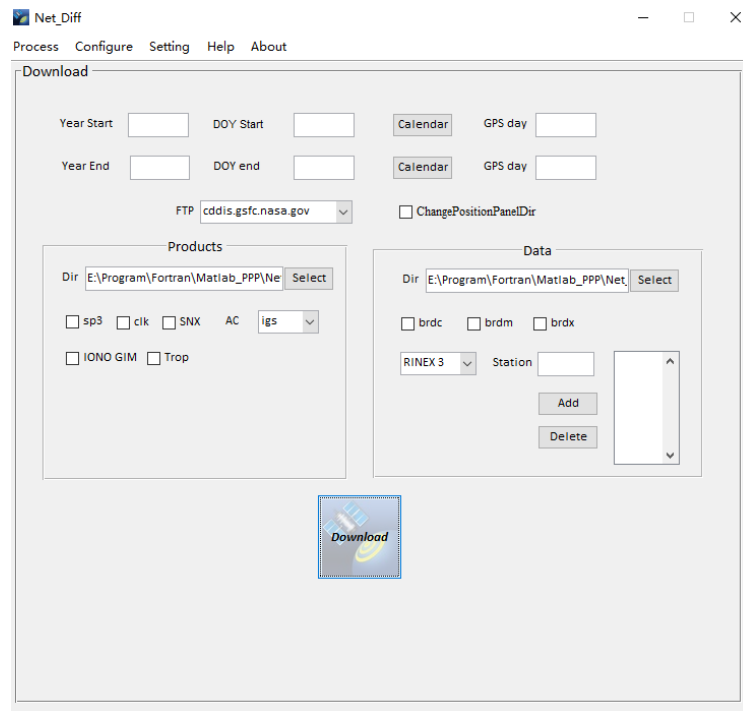 Net_Diff
Process Configure Setting Help About
Download
Year Start DOY Start Calendar GPS day
Year End DOY end Calendar GPS day
FTP cddis.gsfc.nasa.gov ChangePositionPanelDir
Products
Dir E:\Program\Fortran\Matlab_PPP\Ne Select
sp3 clk SNX AC igs
IONO GIM Trop
Data
Dir E:\Program\Fortran\Matlab_PPP\Net_ Select
brdc brdm brdx
RINEX 3 Station
Add
Delete
Download